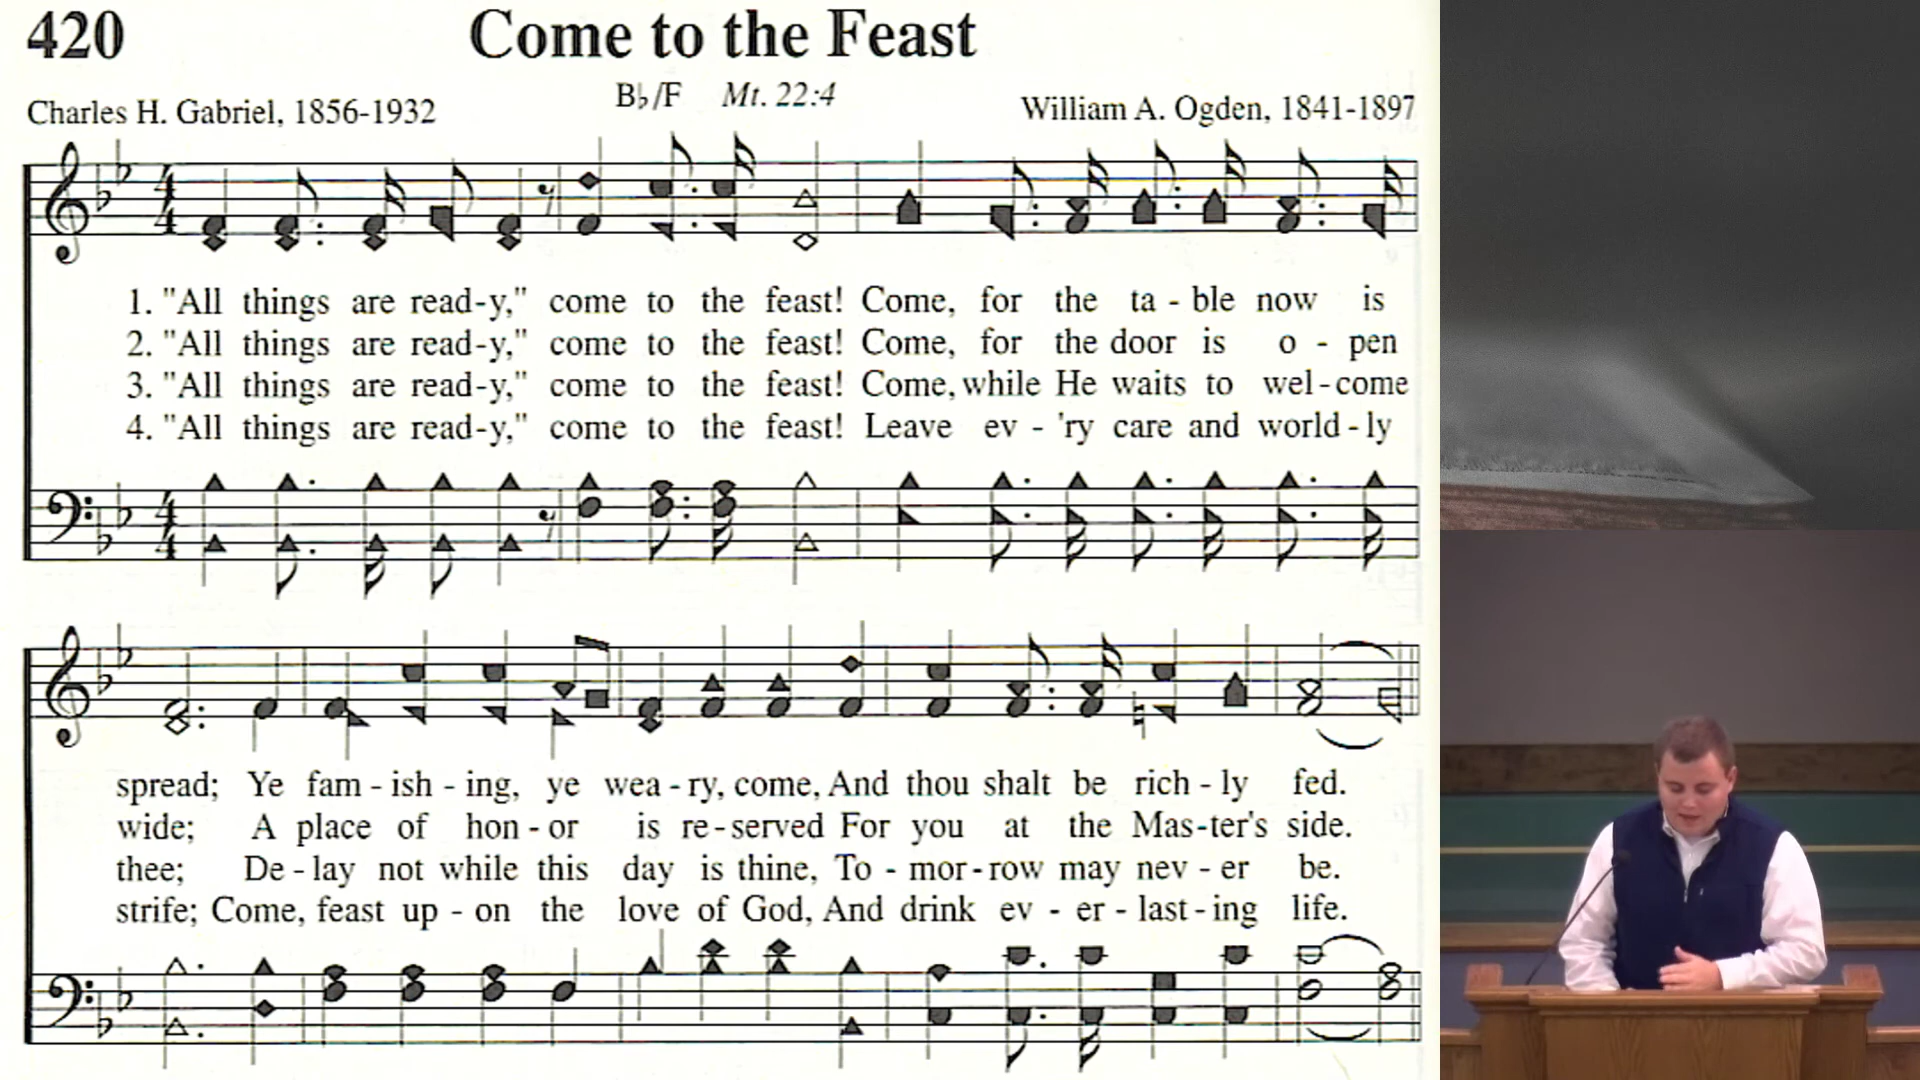 420 Come to the Feast
B♭/F Mt. 22:4
Charles H. Gabriel, 1856-1932 William A. Ogden, 1841-1897
4
4
1. "All things are read-y," come to the feast! Come, for the ta - ble now is
2. "All things are read-y," come to the feast! Come, for the door is o - pen
3. "All things are read-y," come to the feast! Come, while He waits to wel - come
4. "All things are read-y," come to the feast! Leave ev - 'ry care and world - ly
4
4
spread; Ye fam - ish - ing, ye wea - ry, come, And thou shalt be rich - ly fed.
wide; A place of hon - or is re - served For you at the Mas-ter's side.
thee; De - lay not while this day is thine, To - mor - row may nev - er be.
strife; Come, feast up - on the love of God, And drink ev - er - last - ing life.